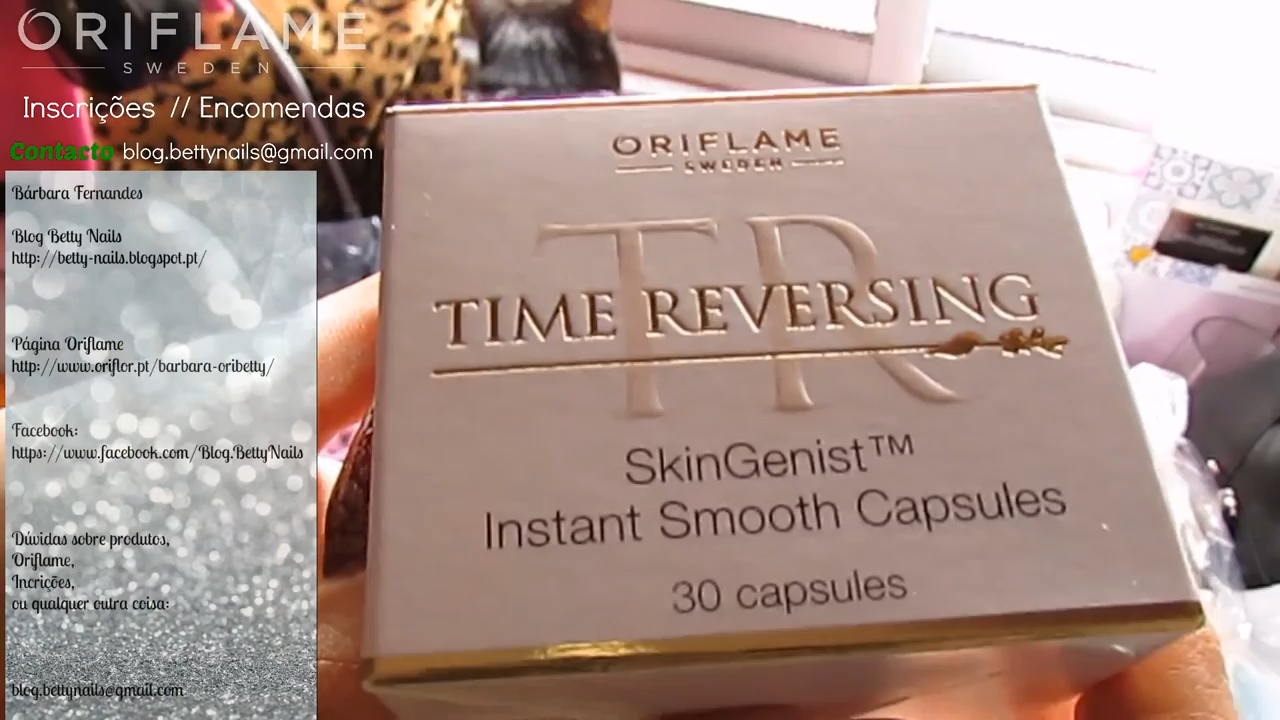 ORIFLAME
SWEDEN
Inscrições // Encomendas
Contacto blog.bettynails@gmail.com
Bárbara Fernandes
Blog Betty Nails
http://betty-nails.blogspot.pt/
Página Oriflame
http://www.oriflor.pt/barbara-oribetty/
Facebook:
https://www.facebook.com/Blog.BettyNails
Dúvidas sobre produtos,
Oriflame,
Incrições,
ou qualquer outra coisa:
blog.bettynails@gmail.com
ORIFLAME
SWEDEN
TR
TIME REVERSING
SkinGenist™
Instant Smooth Capsules
30 capsules